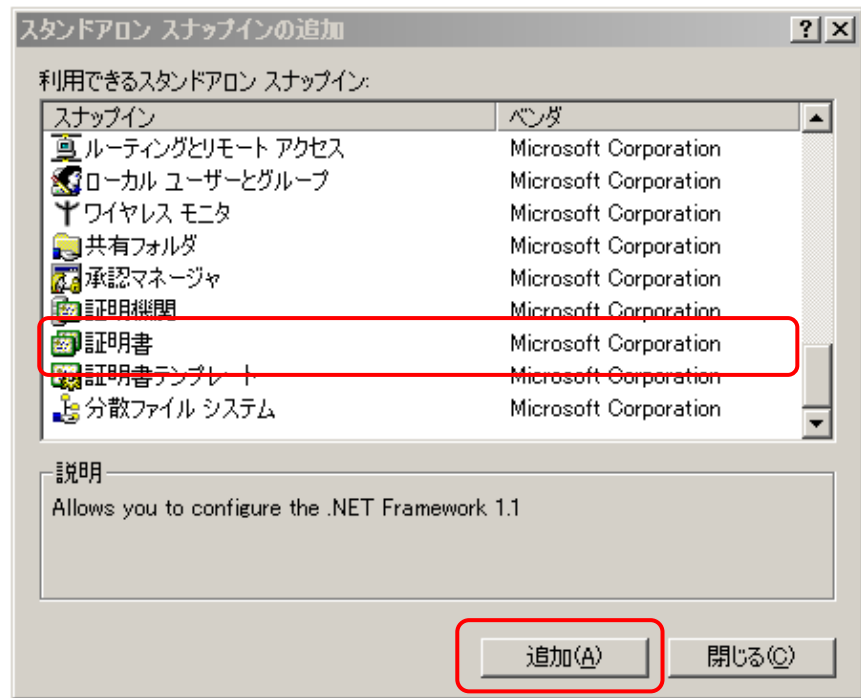 スタンドアロン スナップインの追加
利用できるスタンドアロン スナップイン:
スナップイン ベンダ
ルーティングとリモート アクセス Microsoft Corporation
ローカル ユーザーとグループ Microsoft Corporation
ワイヤレス モニタ Microsoft Corporation
共有フォルダ Microsoft Corporation
承認マネージャ Microsoft Corporation
証明機関 Microsoft Corporation
証明書 Microsoft Corporation
証明書テンプレート Microsoft Corporation
分散ファイル システム Microsoft Corporation
説明
Allows you to configure the .NET Framework 1.1
追加(A) 閉じる(C)